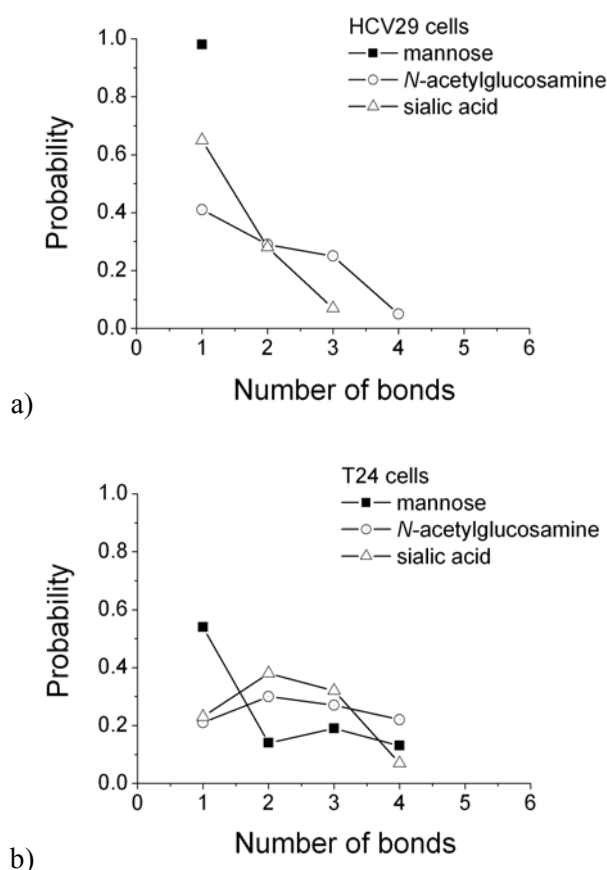 HCV29 cells
mannose
N-acetylglucosamine
sialic acid
1.0
0.8
0.6
0.4
0.2
0.0
Probability
0 1 2 3 4 5 6
Number of bonds
a)
T24 cells
mannose
N-acetylglucosamine
sialic acid
1.0
0.8
0.6
0.4
0.2
0.0
Probability
0 1 2 3 4 5 6
Number of bonds
b)